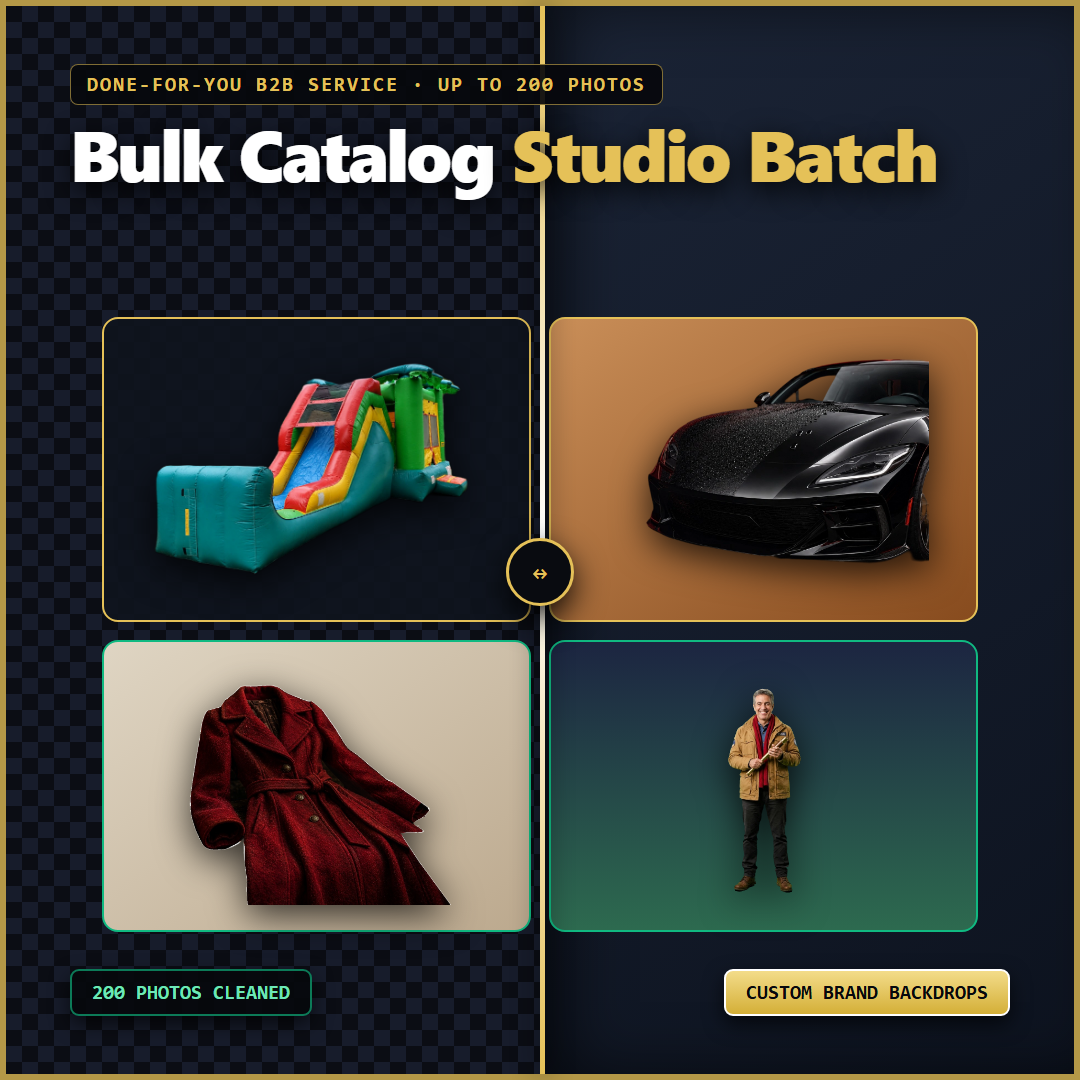 DONE-FOR-YOU B2B SERVICE · UP TO 200 PHOTOS
Bulk Catalog Studio Batch
200 PHOTOS CLEANED
CUSTOM BRAND BACKDROPS